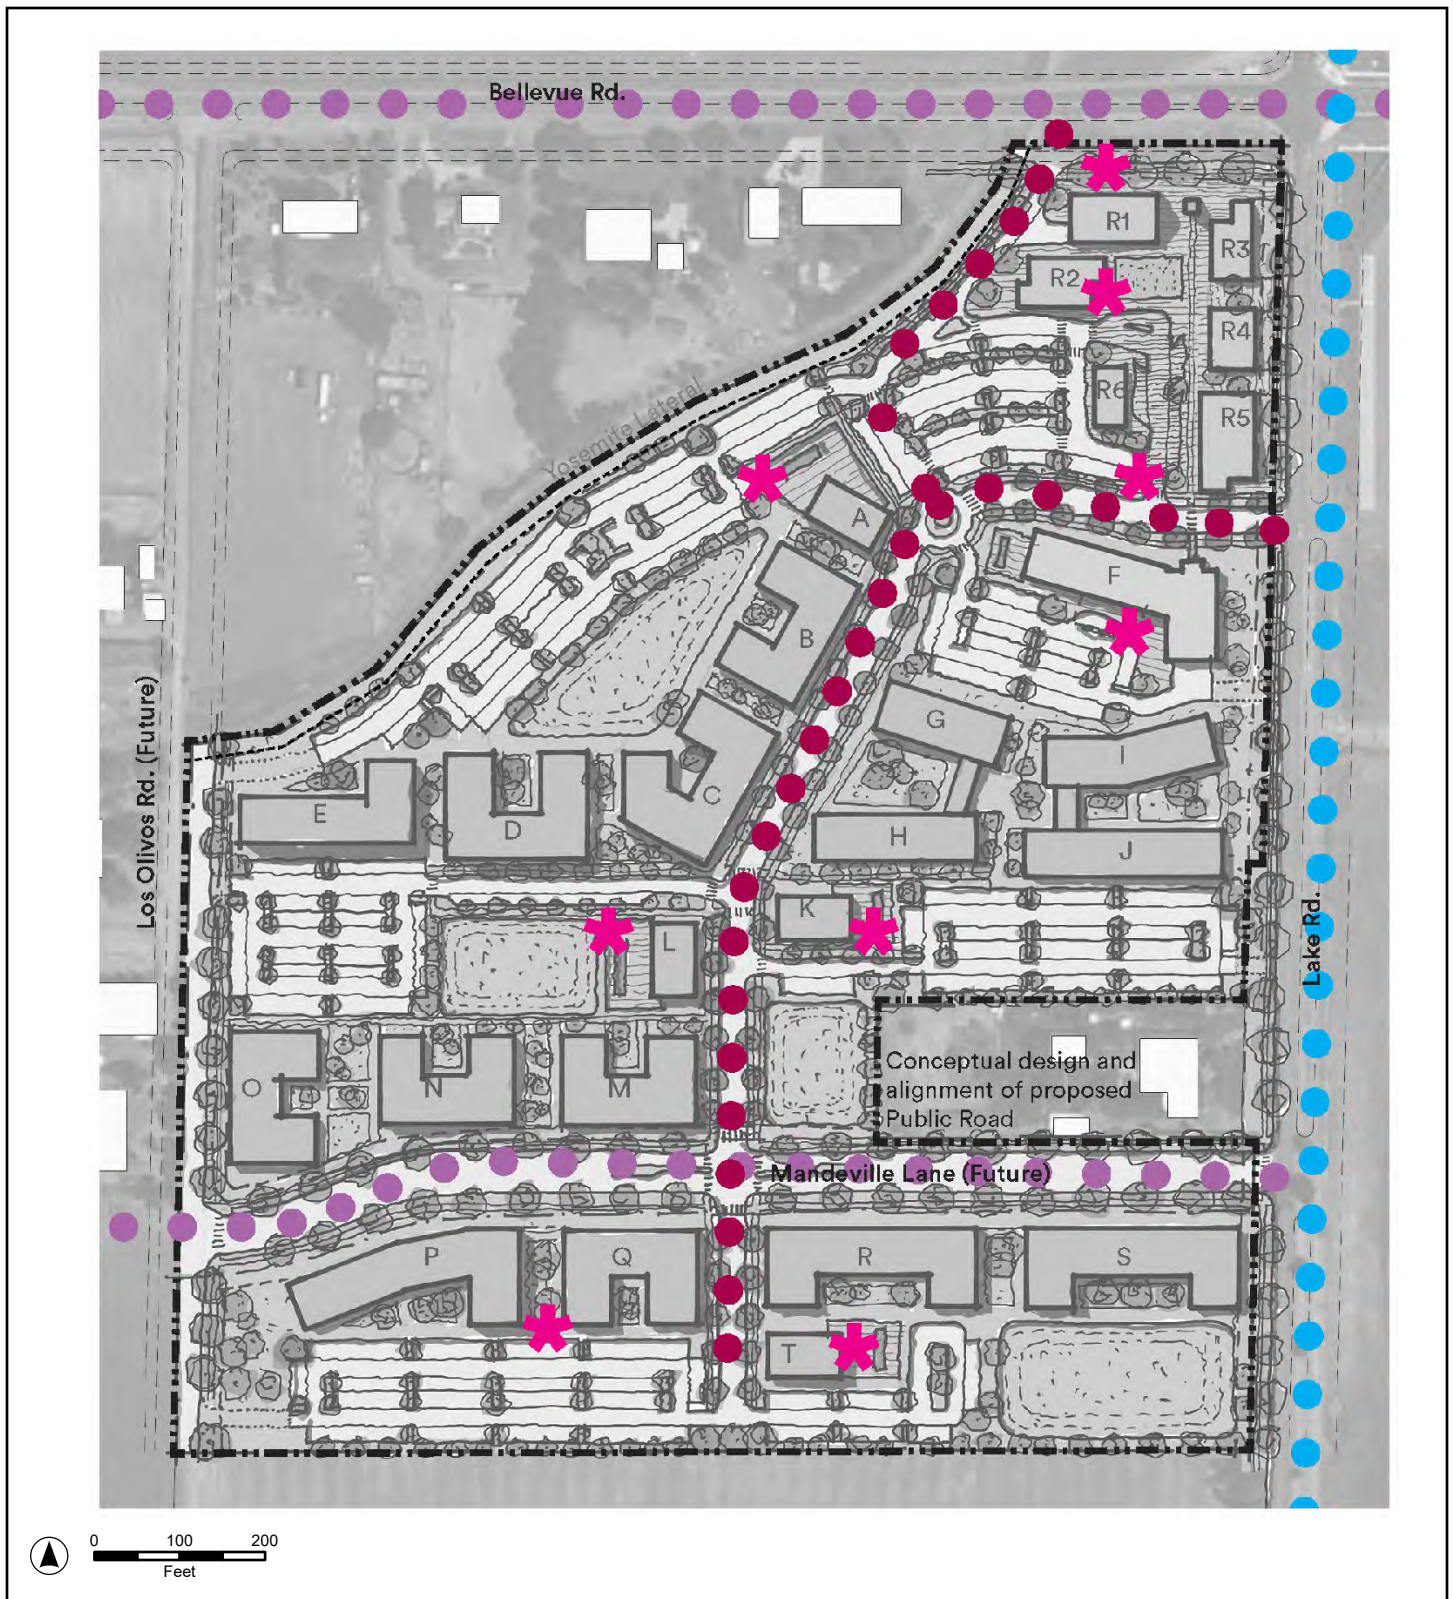 Bellevue Rd.
R1
R3
R2
R4
R6
R5
Yosemite Lateral
A
F
B
Los Olivos Rd. (Future)
G
I
C
E
D
H
J
K
L
Lake Rd.
Conceptual design and
alignment of proposed
Public Road
O
N
M
Mandeville Lane (Future)
P
Q
R
S
T
0 100 200
Feet